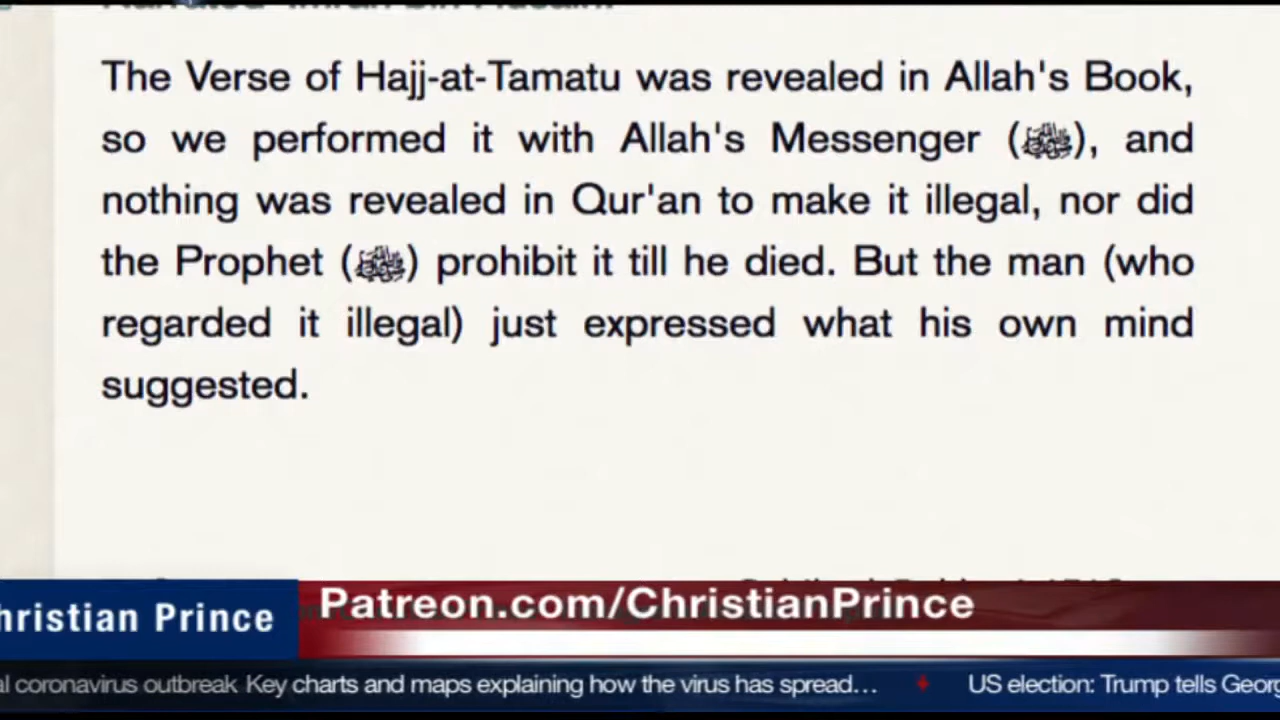 Narrated 'Imran bin Husain:
The Verse of Hajj-at-Tamatu was revealed in Allah's Book,
so we performed it with Allah's Messenger (ﷺ), and
nothing was revealed in Qur'an to make it illegal, nor did
the Prophet (ﷺ) prohibit it till he died. But the man (who
regarded it illegal) just expressed what his own mind
suggested.
hristian Prince
Patreon.com/ChristianPrince
al coronavirus outbreak Key charts and maps explaining how the virus has spread... US election: Trump tells Georg